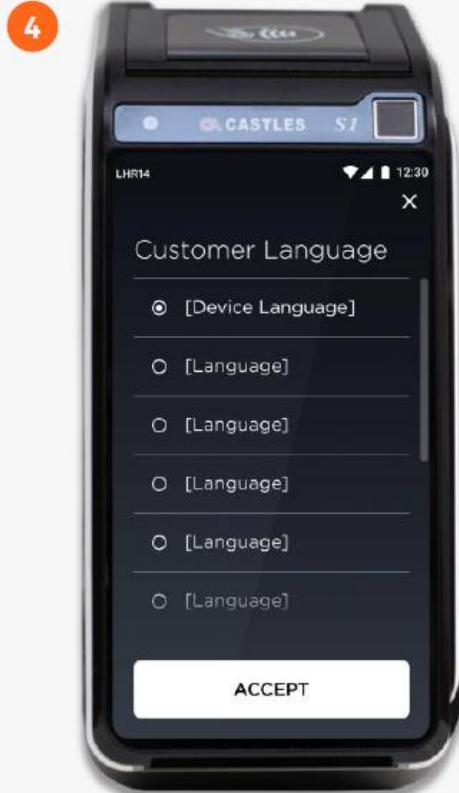 4
CASTLES S1
LHR14 12:30
Customer Language
[Device Language]
[Language]
[Language]
[Language]
[Language]
[Language]
ACCEPT